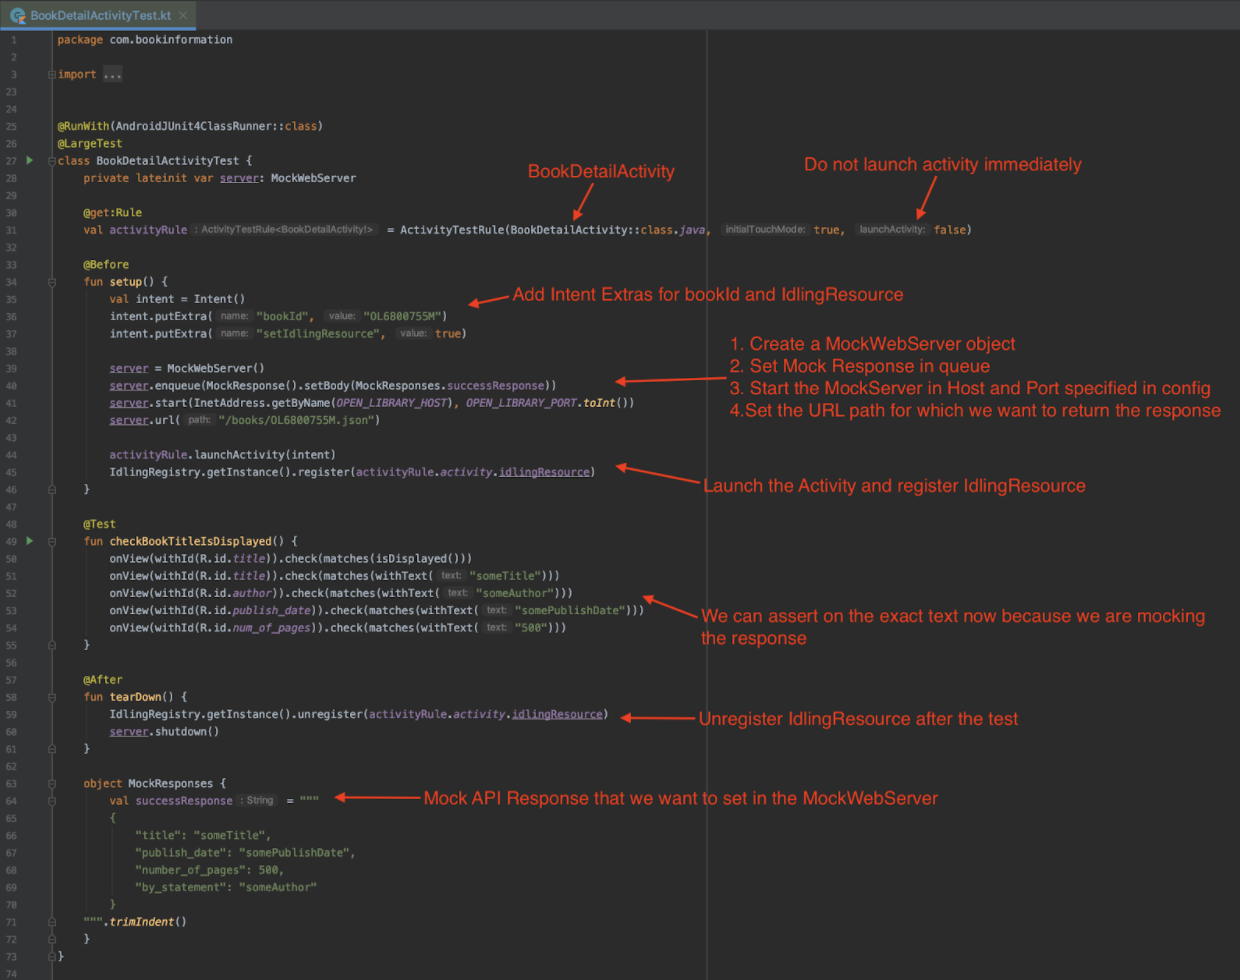 BookDetailActivityTest.kt ×
1 package com.bookinformation
2
3 import ...
23
24
25 @RunWith(AndroidJUnit4ClassRunner::class)
26 @LargeTest
27 class BookDetailActivityTest {
28 private lateinit var server: MockWebServer
BookDetailActivity
Do not launch activity immediately
29
30 @get:Rule
31 val activityRule : ActivityTestRule<BookDetailActivity!> = ActivityTestRule(BookDetailActivity::class.java, initialTouchMode: true, launchActivity: false)
32
33 @Before
34 fun setup() {
35 val intent = Intent()
Add Intent Extras for bookId and IdlingResource
36 intent.putExtra( name: "bookId", value: "OL6800755M")
37 intent.putExtra( name: "setIdlingResource", value: true)
38
39 server = MockWebServer()
40 server.enqueue(MockResponse().setBody(MockResponses.successResponse))
41 server.start(InetAddress.getByName(OPEN_LIBRARY_HOST), OPEN_LIBRARY_PORT.toInt())
42 server.url( path: "/books/OL6800755M.json")
1. Create a MockWebServer object
2. Set Mock Response in queue
3. Start the MockServer in Host and Port specified in config
4.Set the URL path for which we want to return the response
43
44 activityRule.launchActivity(intent)
45 IdlingRegistry.getInstance().register(activityRule.activity.idlingResource)
Launch the Activity and register IdlingResource
46 }
47
48 @Test
49 fun checkBookTitleIsDisplayed() {
50 onView(withId(R.id.title)).check(matches(isDisplayed()))
51 onView(withId(R.id.title)).check(matches(withText( text: "someTitle")))
52 onView(withId(R.id.author)).check(matches(withText( text: "someAuthor")))
53 onView(withId(R.id.publish_date)).check(matches(withText( text: "somePublishDate")))
54 onView(withId(R.id.num_of_pages)).check(matches(withText( text: "500")))
We can assert on the exact text now because we are mocking
the response
55 }
56
57 @After
58 fun tearDown() {
59 IdlingRegistry.getInstance().unregister(activityRule.activity.idlingResource)
Unregister IdlingResource after the test
60 server.shutdown()
61 }
62
63 object MockResponses {
64 val successResponse : String = """
Mock API Response that we want to set in the MockWebServer
65 {
66 "title": "someTitle",
67 "publish_date": "somePublishDate",
68 "number_of_pages": 500,
69 "by_statement": "someAuthor"
70 }
71 """.trimIndent()
72 }
73 }
74